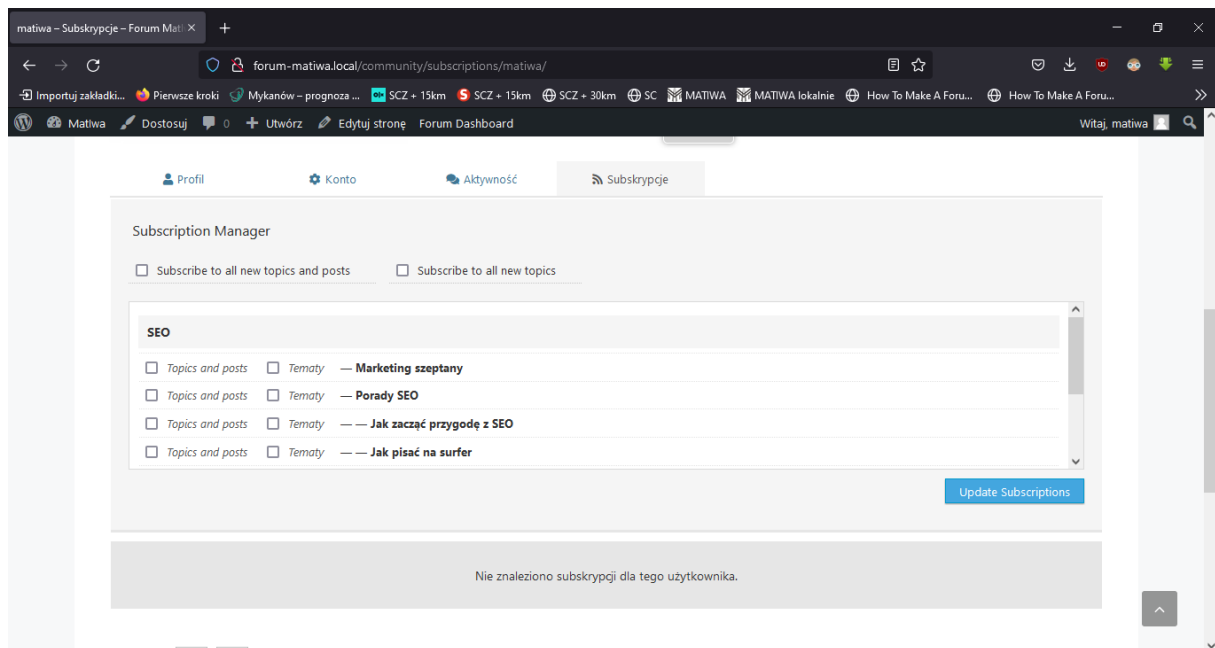 matiwa – Subskrypcje – Forum Mati
forum-matiwa.local/community/subscriptions/matiwa/
Importuj zakładki... Pierwsze kroki Mykanów – prognoza ... SCZ + 15km SCZ + 15km SCZ + 30km SC MATIWA MATIWA lokalnie How To Make A Foru... How To Make A Foru...
MatIwa Dostosuj 0 Utwórz Edytuj stronę Forum Dashboard Witaj, matiwa
Profil Konto Aktywność Subskrypcje
Subscription Manager
Subscribe to all new topics and posts Subscribe to all new topics
SEO
Topics and posts Tematy — Marketing szeptany
Topics and posts Tematy — Porady SEO
Topics and posts Tematy — — Jak zacząć przygodę z SEO
Topics and posts Tematy — — Jak pisać na surfer
Update Subscriptions
Nie znaleziono subskrypcji dla tego użytkownika.